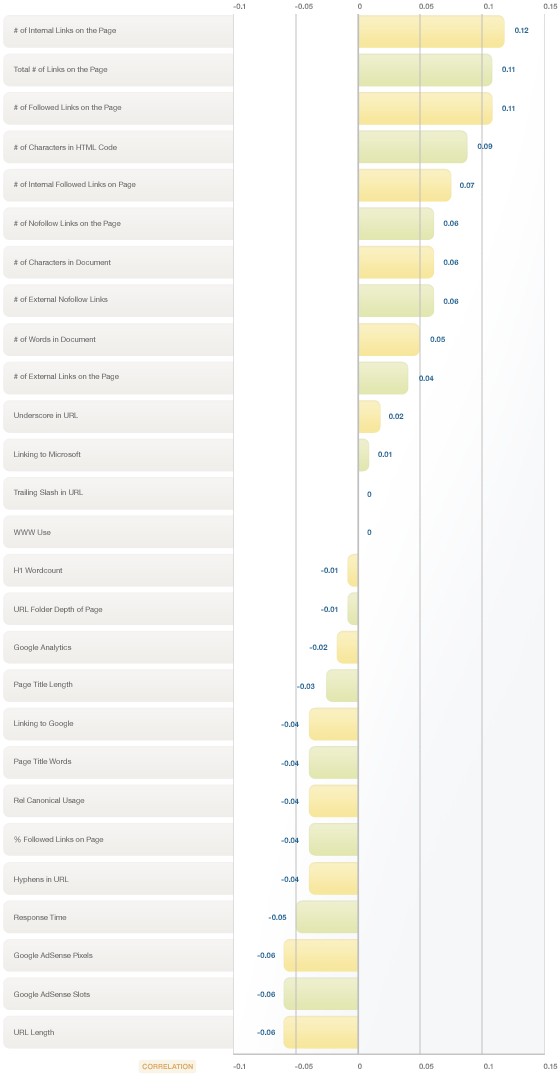 -0.1 -0.05 0 0.05 0.1 0.15
# of Internal Links on the Page 0.12
Total # of Links on the Page 0.11
# of Followed Links on the Page 0.11
# of Characters in HTML Code 0.09
# of Internal Followed Links on Page 0.07
# of Nofollow Links on the Page 0.06
# of Characters in Document 0.06
# of External Nofollow Links 0.06
# of Words in Document 0.05
# of External Links on the Page 0.04
Underscore in URL 0.02
Linking to Microsoft 0.01
Trailing Slash in URL 0
WWW Use 0
H1 Wordcount -0.01
URL Folder Depth of Page -0.01
Google Analytics -0.02
Page Title Length -0.03
Linking to Google -0.04
Page Title Words -0.04
Rel Canonical Usage -0.04
% Followed Links on Page -0.04
Hyphens in URL -0.04
Response Time -0.05
Google AdSense Pixels -0.06
Google AdSense Slots -0.06
URL Length -0.06
CORRELATION -0.1 -0.05 0 0.05 0.1 0.15